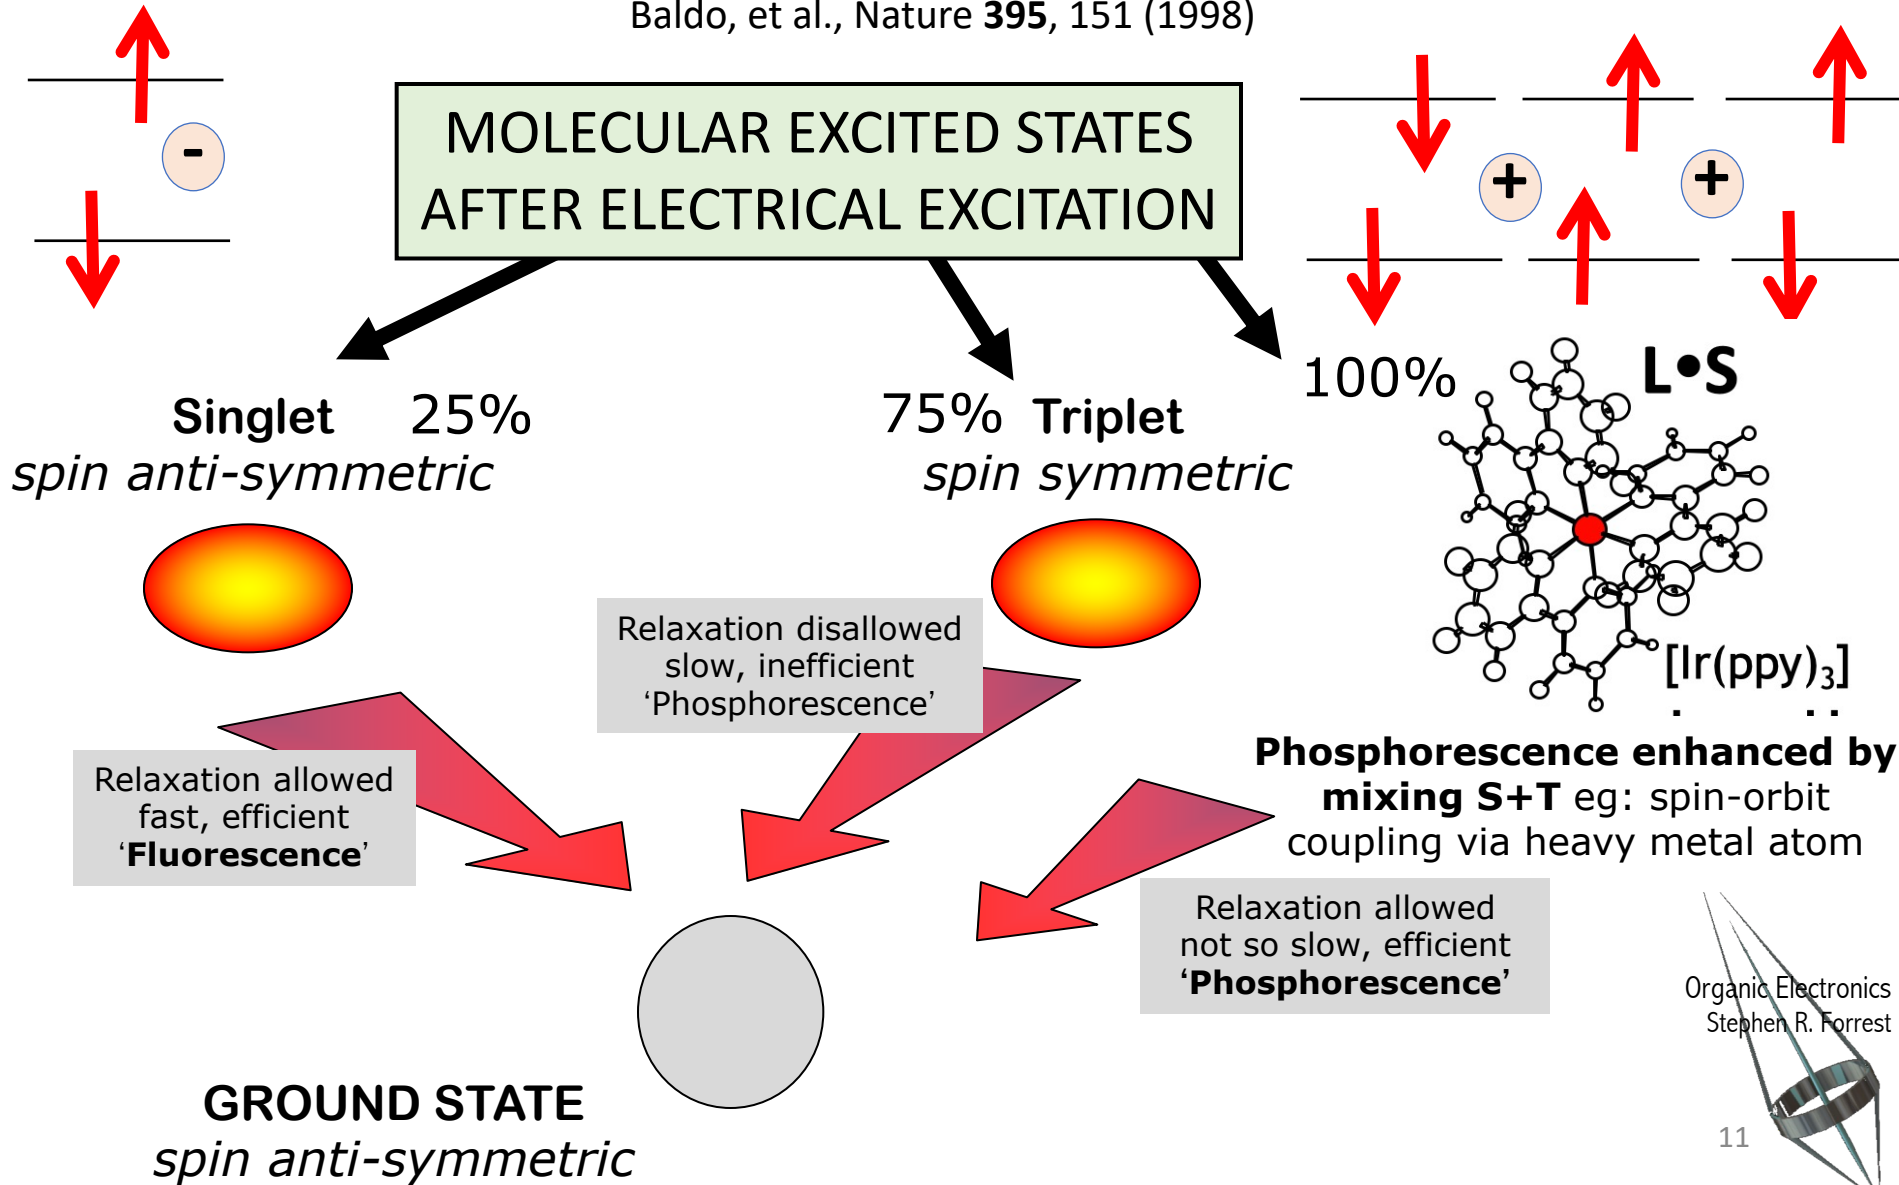 Baldo, et al., Nature 395, 151 (1998)
-
MOLECULAR EXCITED STATES
AFTER ELECTRICAL EXCITATION
+
+
Singlet 25%
spin anti-symmetric
75% Triplet
spin symmetric
100%
L•S
[Ir(ppy)₃]
Relaxation disallowed
slow, inefficient
‘Phosphorescence’
Relaxation allowed
fast, efficient
‘Fluorescence’
Phosphorescence enhanced by
mixing S+T eg: spin-orbit
coupling via heavy metal atom
Relaxation allowed
not so slow, efficient
‘Phosphorescence’
GROUND STATE
spin anti-symmetric
Organic Electronics
Stephen R. Forrest
11